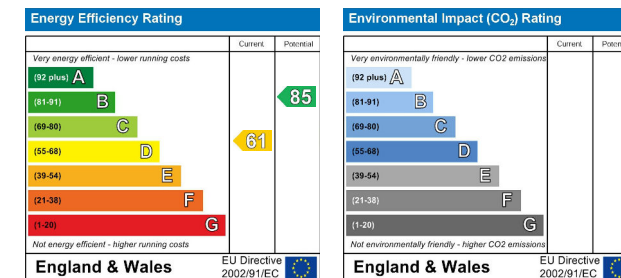 Energy Efficiency Rating
Current Potential
Very energy efficient - lower running costs
(92 plus) A
(81-91) B
85
(69-80) C
61
(55-68) D
(39-54) E
(21-38) F
(1-20) G
Not energy efficient - higher running costs
England & Wales
EU Directive
2002/91/EC
Environmental Impact (CO₂) Rating
Current Poten
Very environmentally friendly - lower CO2 emissions
(92 plus) A
(81-91) B
(69-80) C
(55-68) D
(39-54) E
(21-38) F
(1-20) G
Not environmentally friendly - higher CO2 emissions
England & Wales
EU Directive
2002/91/EC